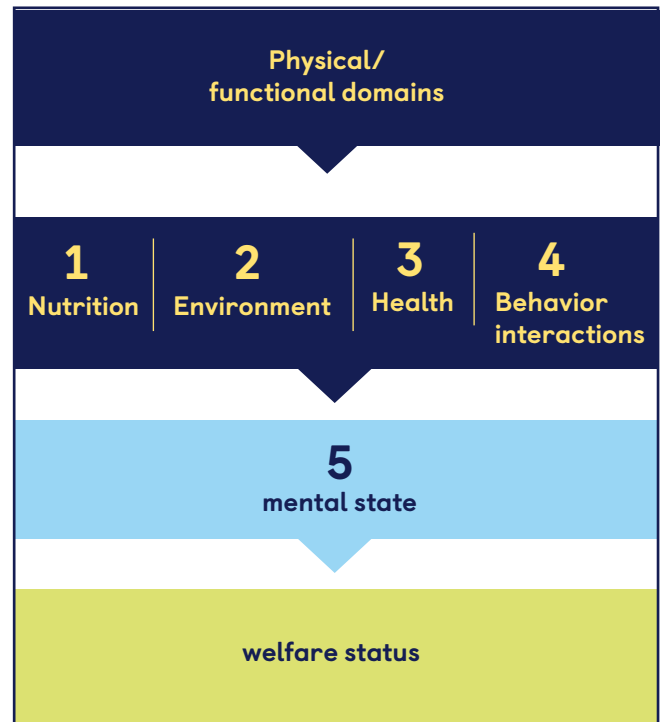 Physical/
functional domains
1
2
3
4
Nutrition
Environment
Health
Behavior
interactions
5
mental state
welfare status